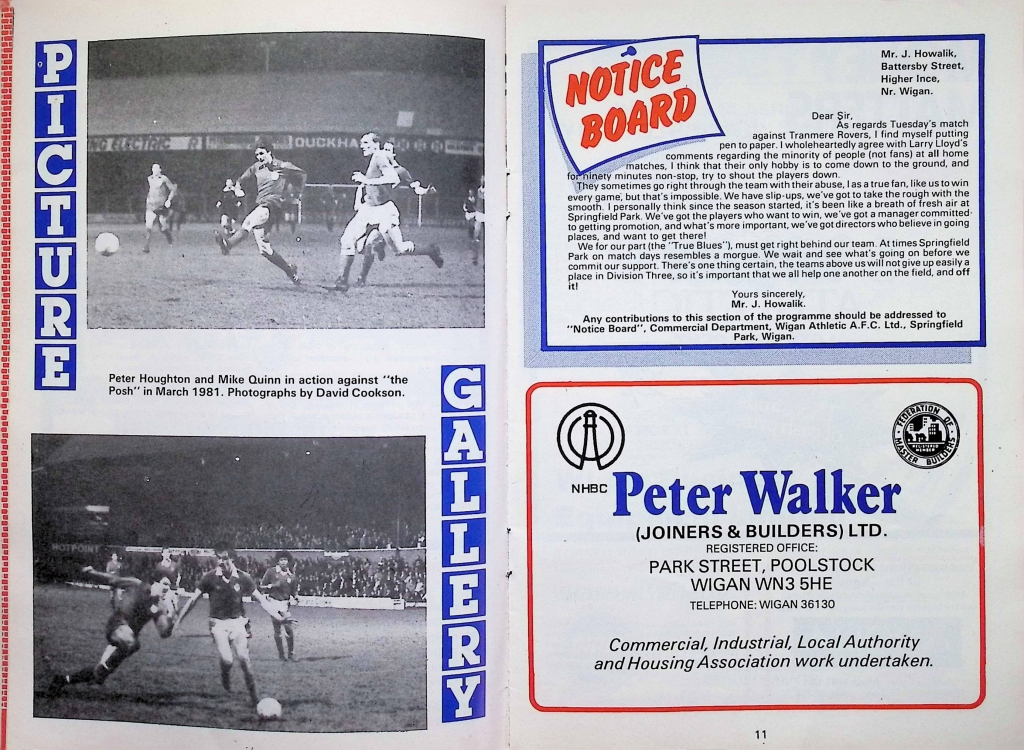 PICTURE
NG ELECTRIC
DUCKHA
Peter Houghton and Mike Quinn in action against "the
Posh" in March 1981. Photographs by David Cookson.
GALLERY
HOTPOINT
NOTICE
BOARD
Mr. J. Howalik,
Battersby Street,
Higher Ince,
Nr. Wigan.
Dear Sir,
As regards Tuesday's match
against Tranmere Rovers, I find myself putting
pen to paper. I wholeheartedly agree with Larry Lloyd's
comments regarding the minority of people (not fans) at all home
matches, I think that their only hobby is to come down to the ground, and
for ninety minutes non-stop, try to shout the players down.
They sometimes go right through the team with their abuse, I as a true fan, like us to win
every game, but that's impossible. We have slip-ups, we've got to take the rough with the
smooth. I personally think since the season started, it's been like a breath of fresh air at
Springfield Park. We've got the players who want to win, we've got a manager committed
to getting promotion, and what's more important, we've got directors who believe in going
places, and want to get there!
We for our part (the "True Blues"), must get right behind our team. At times Springfield
Park on match days resembles a morgue. We wait and see what's going on before we
commit our support. There's one thing certain, the teams above us will not give up easily a
place in Division Three, so it's important that we all help one another on the field, and off
it!
Yours sincerely,
Mr. J. Howalik.
Any contributions to this section of the programme should be addressed to
"Notice Board", Commercial Department, Wigan Athletic A.F.C. Ltd., Springfield
Park, Wigan.
NHBC
FEDERATION OF
MASTER BUILDERS
REGISTERED
MEMBER
Peter Walker
(JOINERS & BUILDERS) LTD.
REGISTERED OFFICE:
PARK STREET, POOLSTOCK
WIGAN WN3 5HE
TELEPHONE: WIGAN 36130
Commercial, Industrial, Local Authority
and Housing Association work undertaken.
11